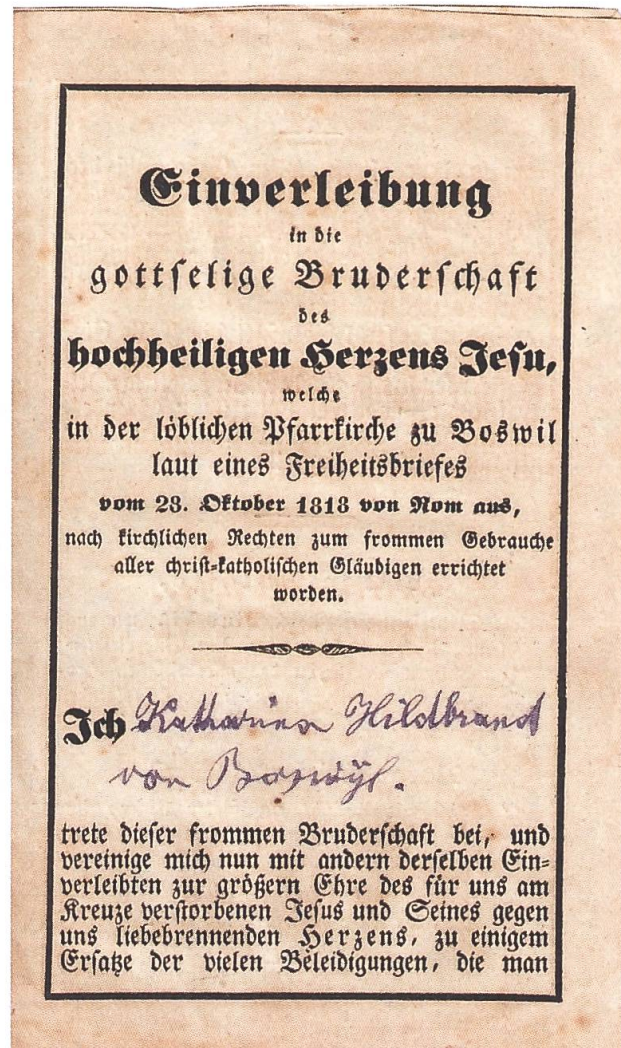 Einverleibung
in die
gottselige Bruderschaft
des
hochheiligen Herzens Jesu,
welche
in der löblichen Pfarrkirche zu Boswil
laut eines Freiheitsbriefes
vom 23. Oktober 1818 von Rom aus,
nach kirchlichen Rechten zum frommen Gebrauche
aller christ-katholischen Gläubigen errichtet
worden.
Ich Katharina Hildbrand
von Boswyl.
trete dieser frommen Bruderschaft bei, und
vereinige mich nun mit andern derselben Ein-
verleibten zur größern Ehre des für uns am
Kreuze verstorbenen Jesus und Seines gegen
uns liebebrennenden Herzens, zu einigem
Ersatze der vielen Beleidigungen, die man